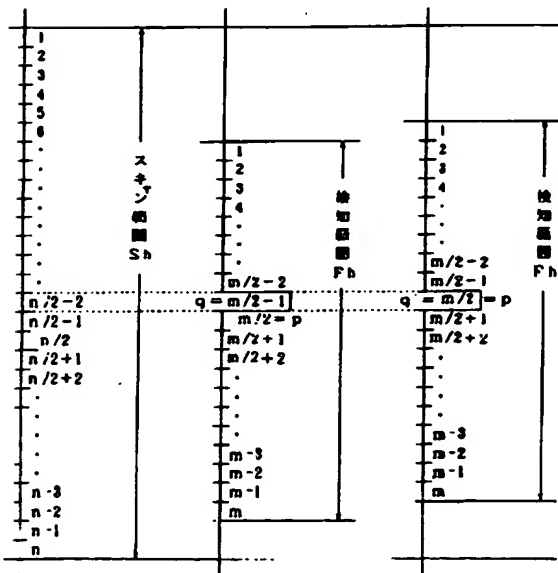 1
2
3
4
5
6
スキャン範囲
Sh
n/2-2
n/2-1
n/2
n/2+1
n/2+2
n-3
n-2
n-1
n
1
2
3
4
検知範囲
Fh
m/2-2
q=m/2-1
m/2=p
m/2+1
m/2+2
m-3
m-2
m-1
m
1
2
3
4
検知範囲
Fh
m/2-2
m/2-1
q=m/2=p
m/2+1
m/2+2
m-3
m-2
m-1
m